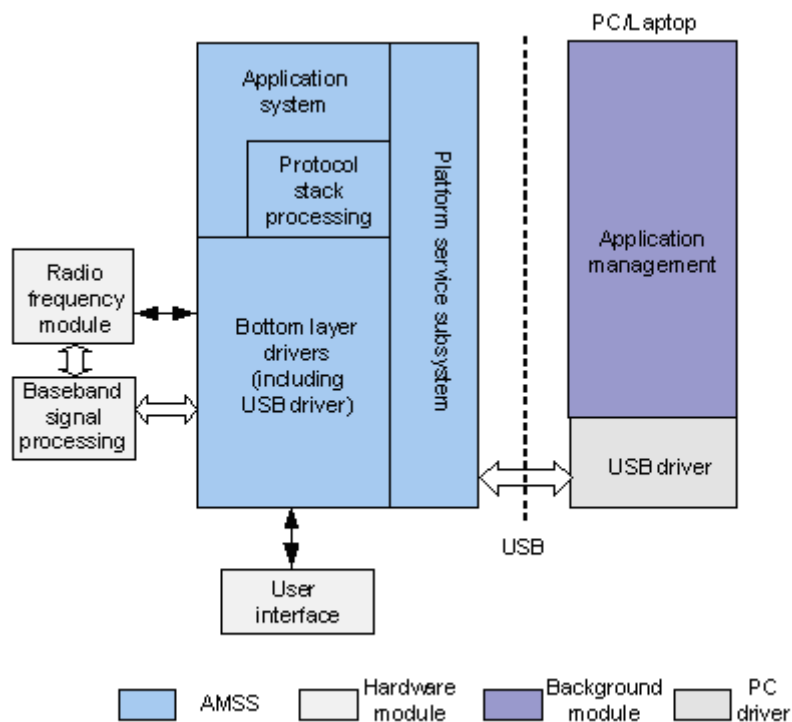 PC/Laptop
Application
system
Protocol
stack
processing
Platform service subsystem
Application
management
Radio
frequency
module
Bottom layer
drivers
(including
USB driver)
Baseband
signal
processing
USB driver
USB
User
interface
AMSS
Hardware
module
Background
module
PC
driver